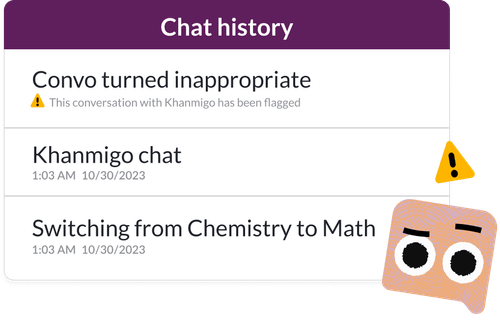 Chat history
Convo turned inappropriate
This conversation with Khanmigo has been flagged
Khanmigo chat
1:03 AM 10/30/2023
Switching from Chemistry to Math
1:03 AM 10/30/2023